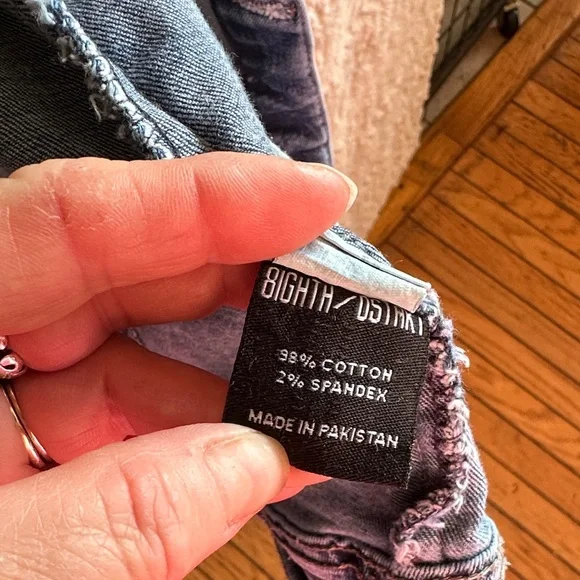 8IGHTH/DSTRKT
98% COTTON
2% SPANDEX
MADE IN PAKISTAN